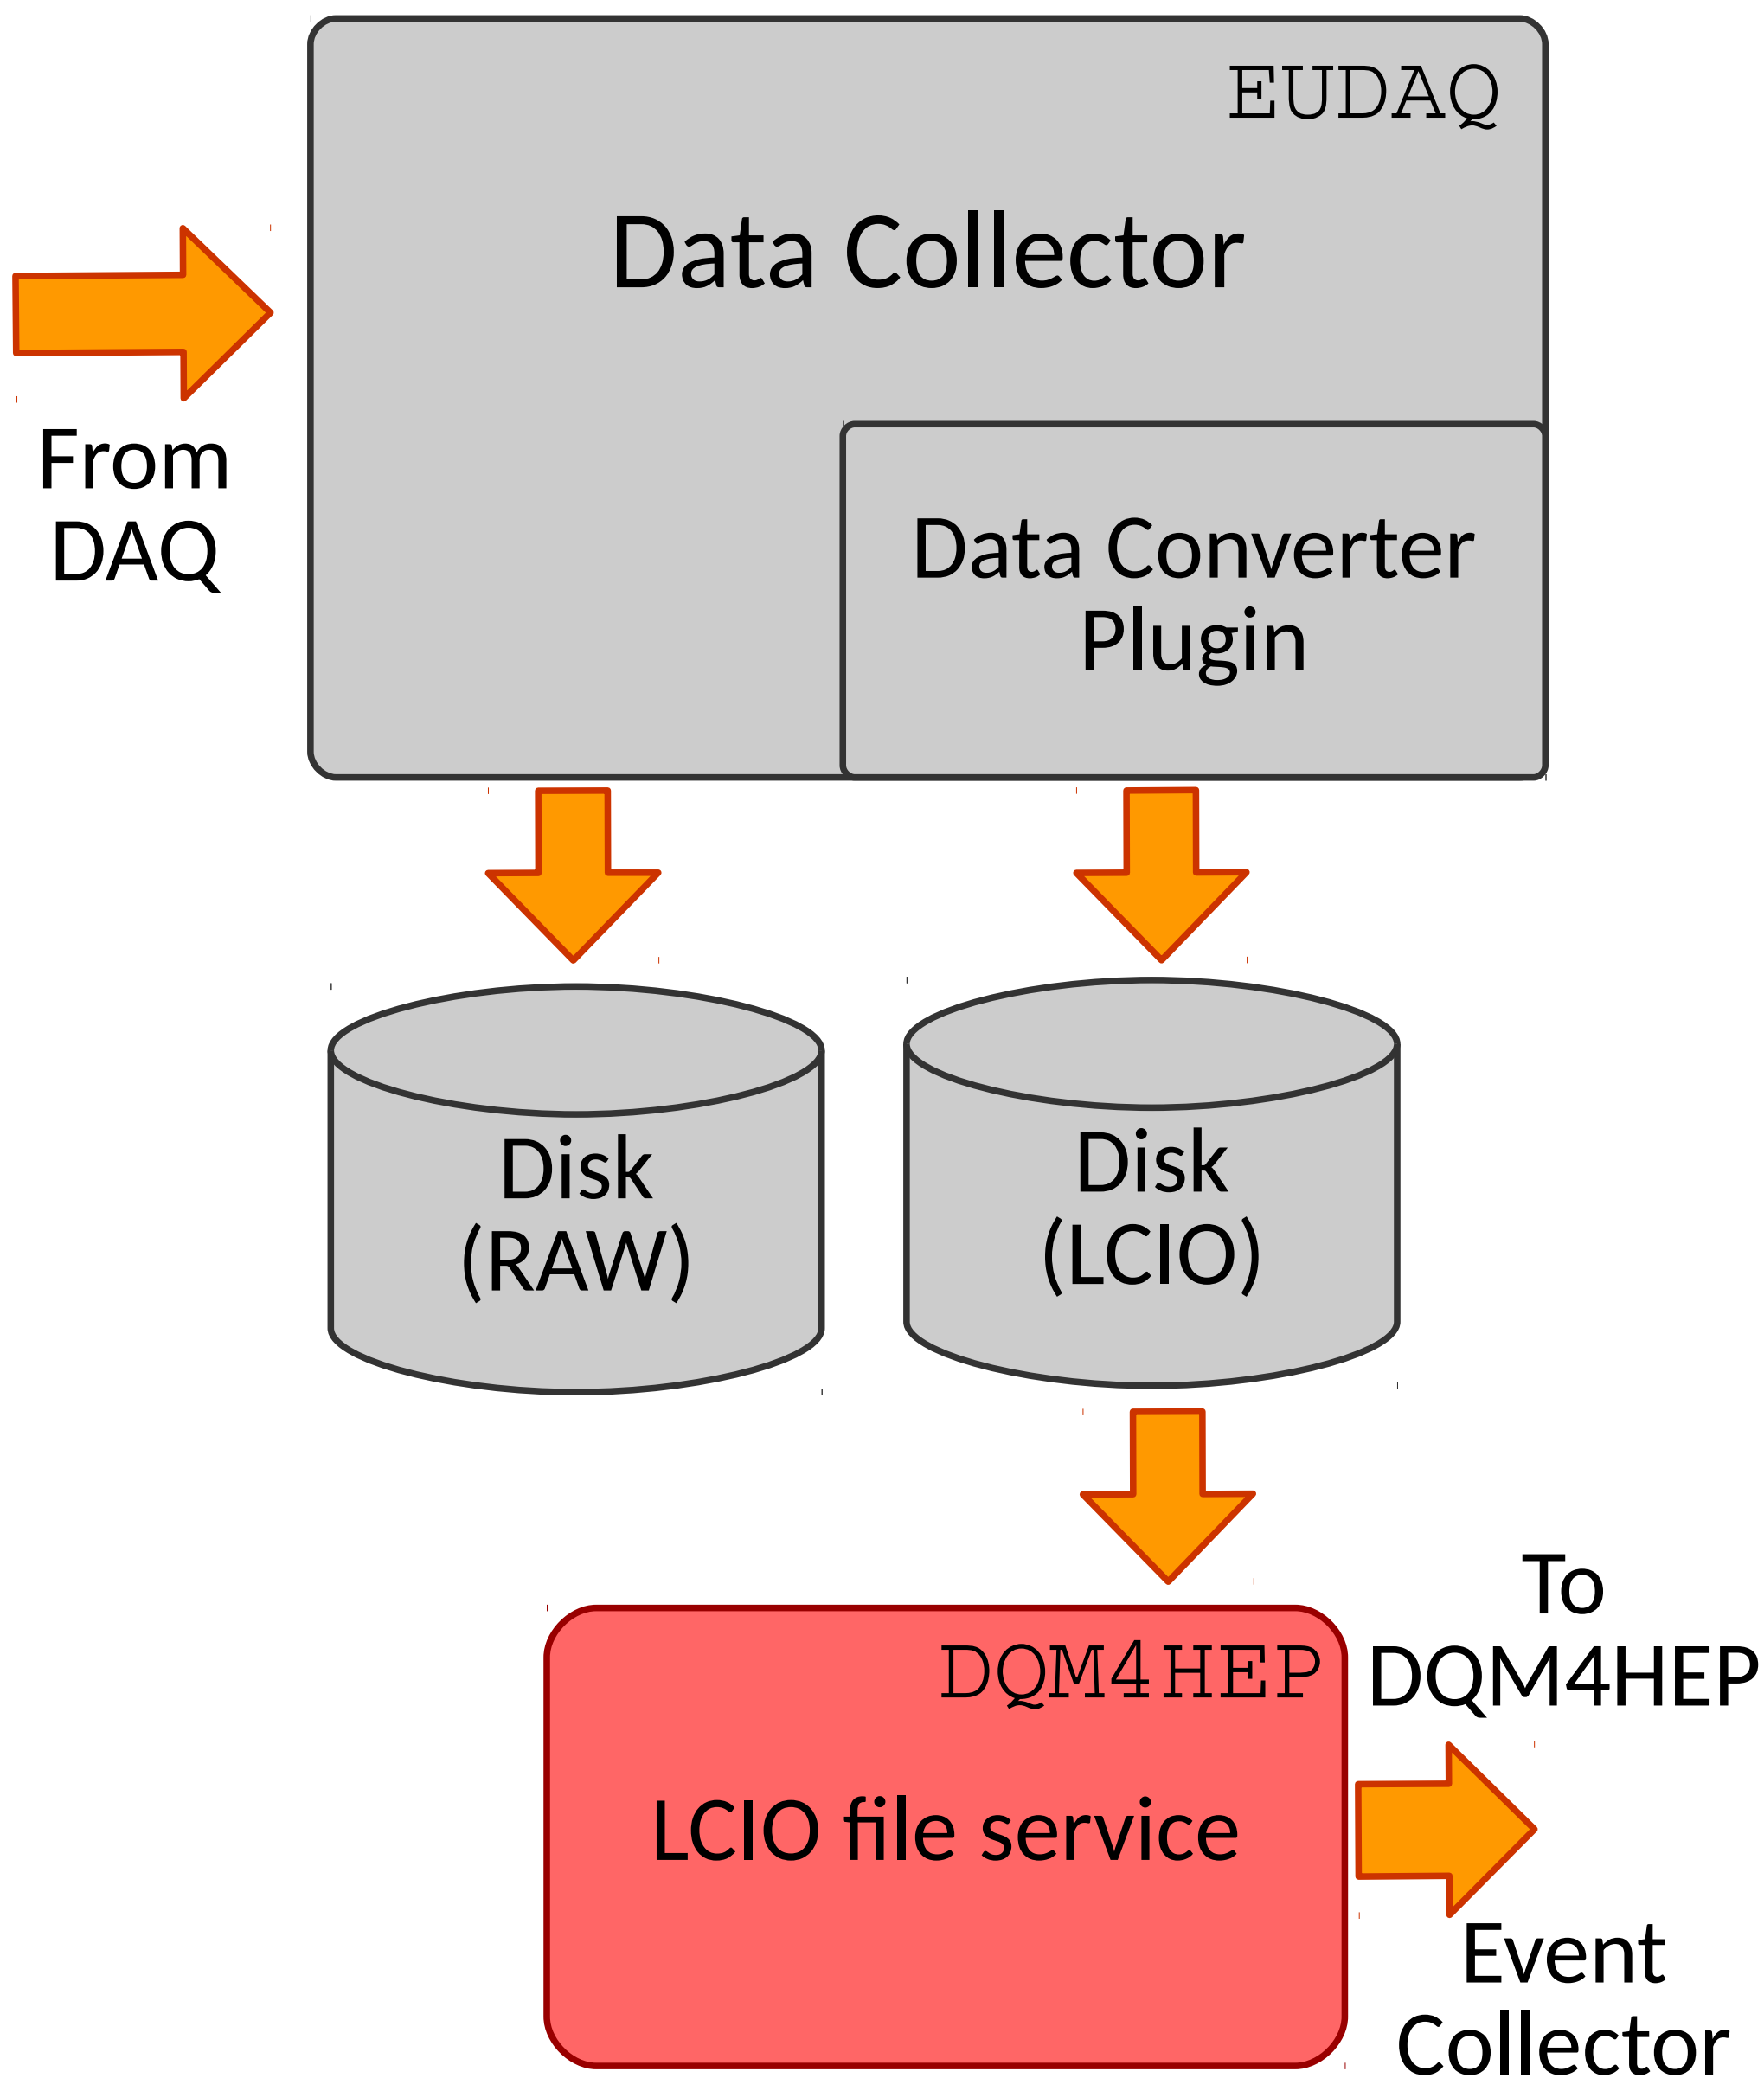 EUDAQ
Data Collector
From
DAQ
Data Converter
Plugin
Disk
(RAW)
Disk
(LCIO)
To
DQM4HEP
DQM4HEP
LCIO file service
Event
Collector